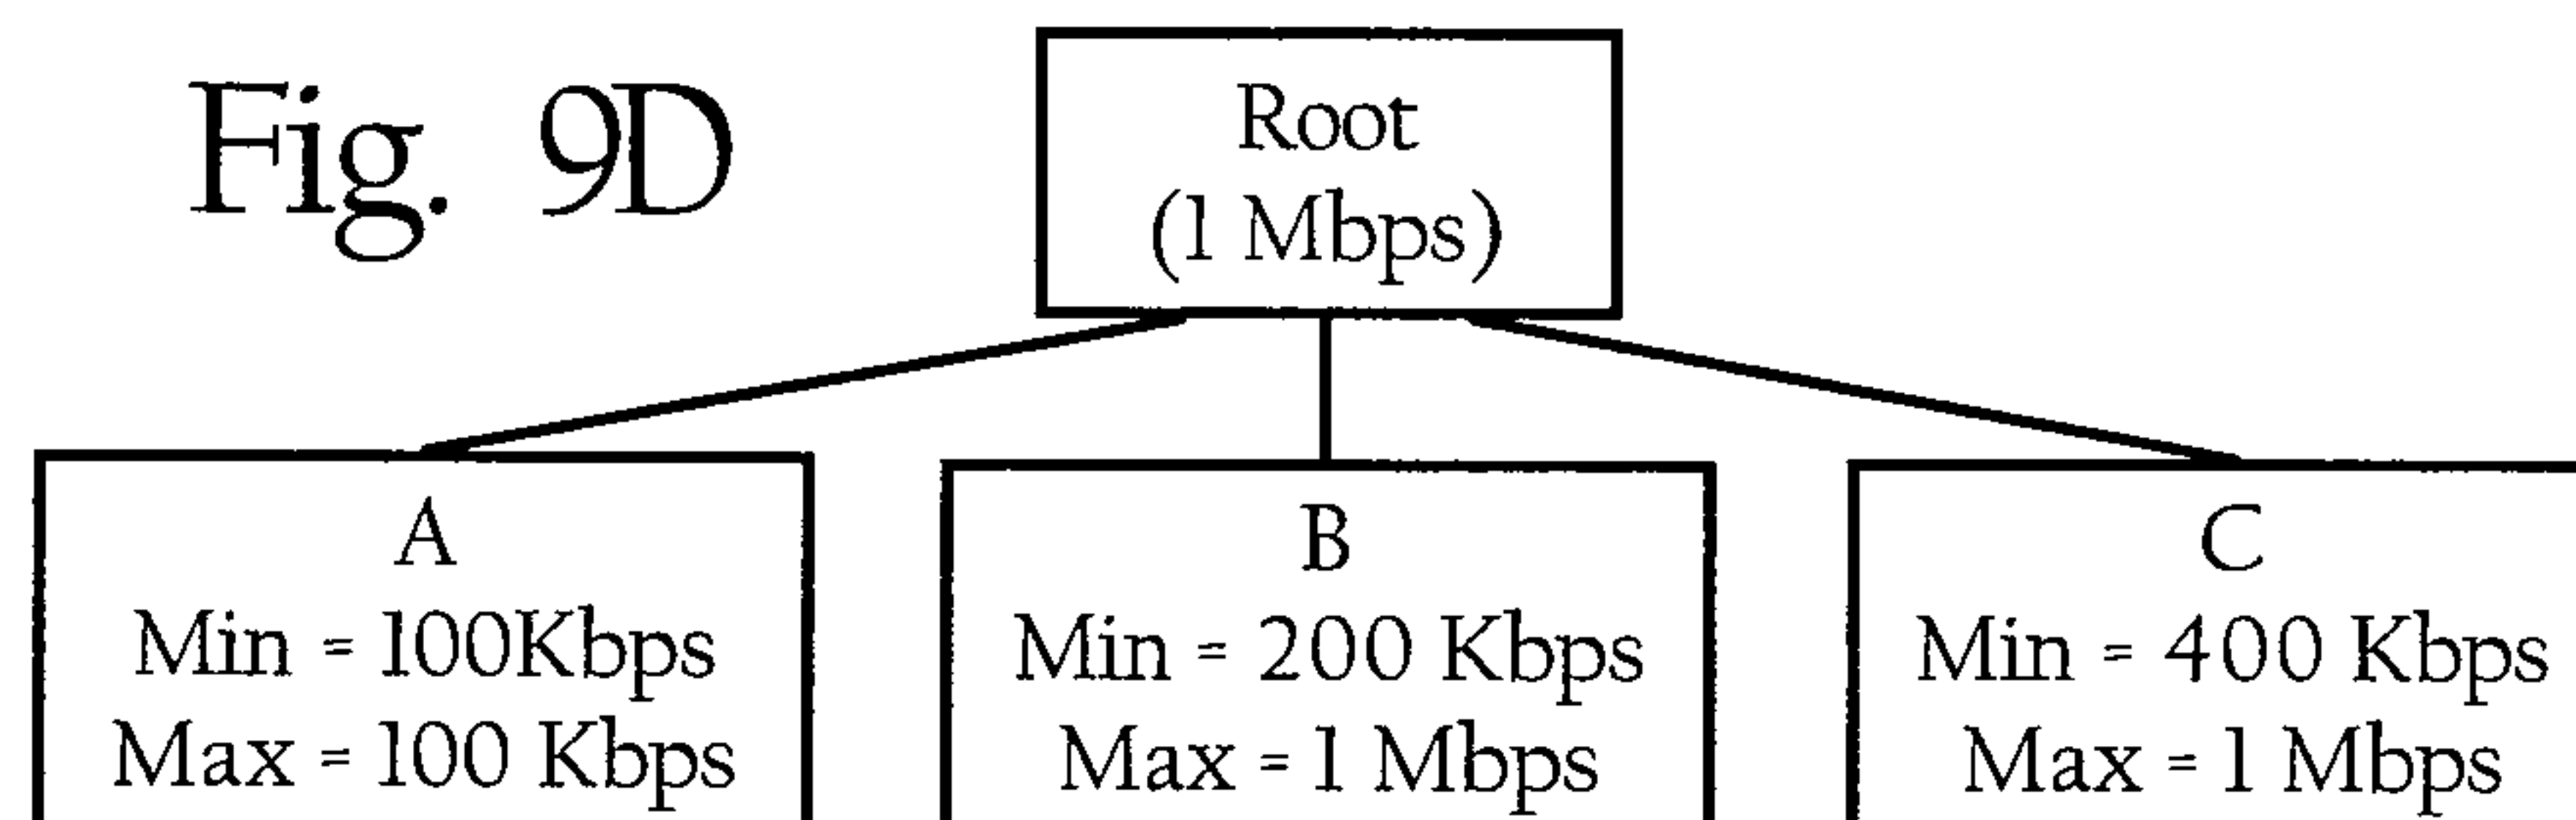 Fig. 9D
Root
(1 Mbps)
A
Min = 100Kbps
Max = 100 Kbps
B
Min = 200 Kbps
Max = 1 Mbps
C
Min = 400 Kbps
Max = 1 Mbps